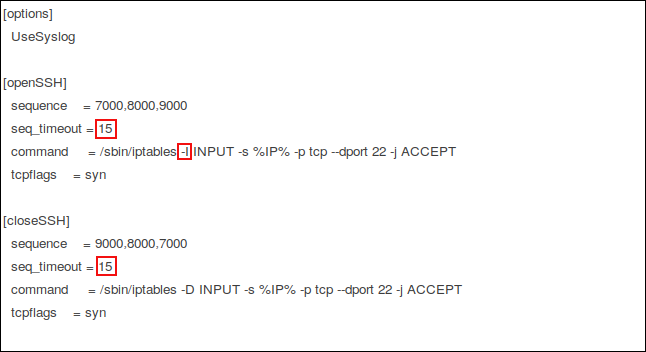 [options]
UseSyslog
[openSSH]
sequence = 7000,8000,9000
seq_timeout = 15
command = /sbin/iptables -I INPUT -s %IP% -p tcp --dport 22 -j ACCEPT
tcpflags = syn
[closeSSH]
sequence = 9000,8000,7000
seq_timeout = 15
command = /sbin/iptables -D INPUT -s %IP% -p tcp --dport 22 -j ACCEPT
tcpflags = syn